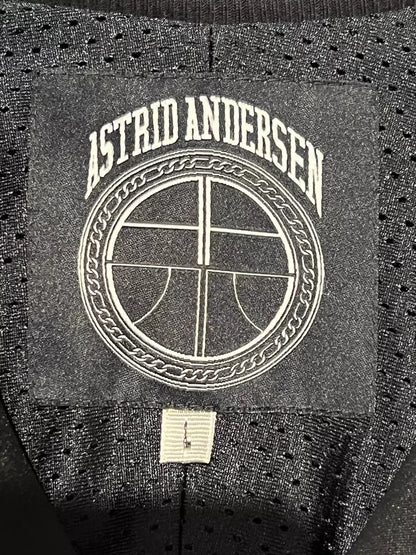 ASTRID ANDERSEN
L